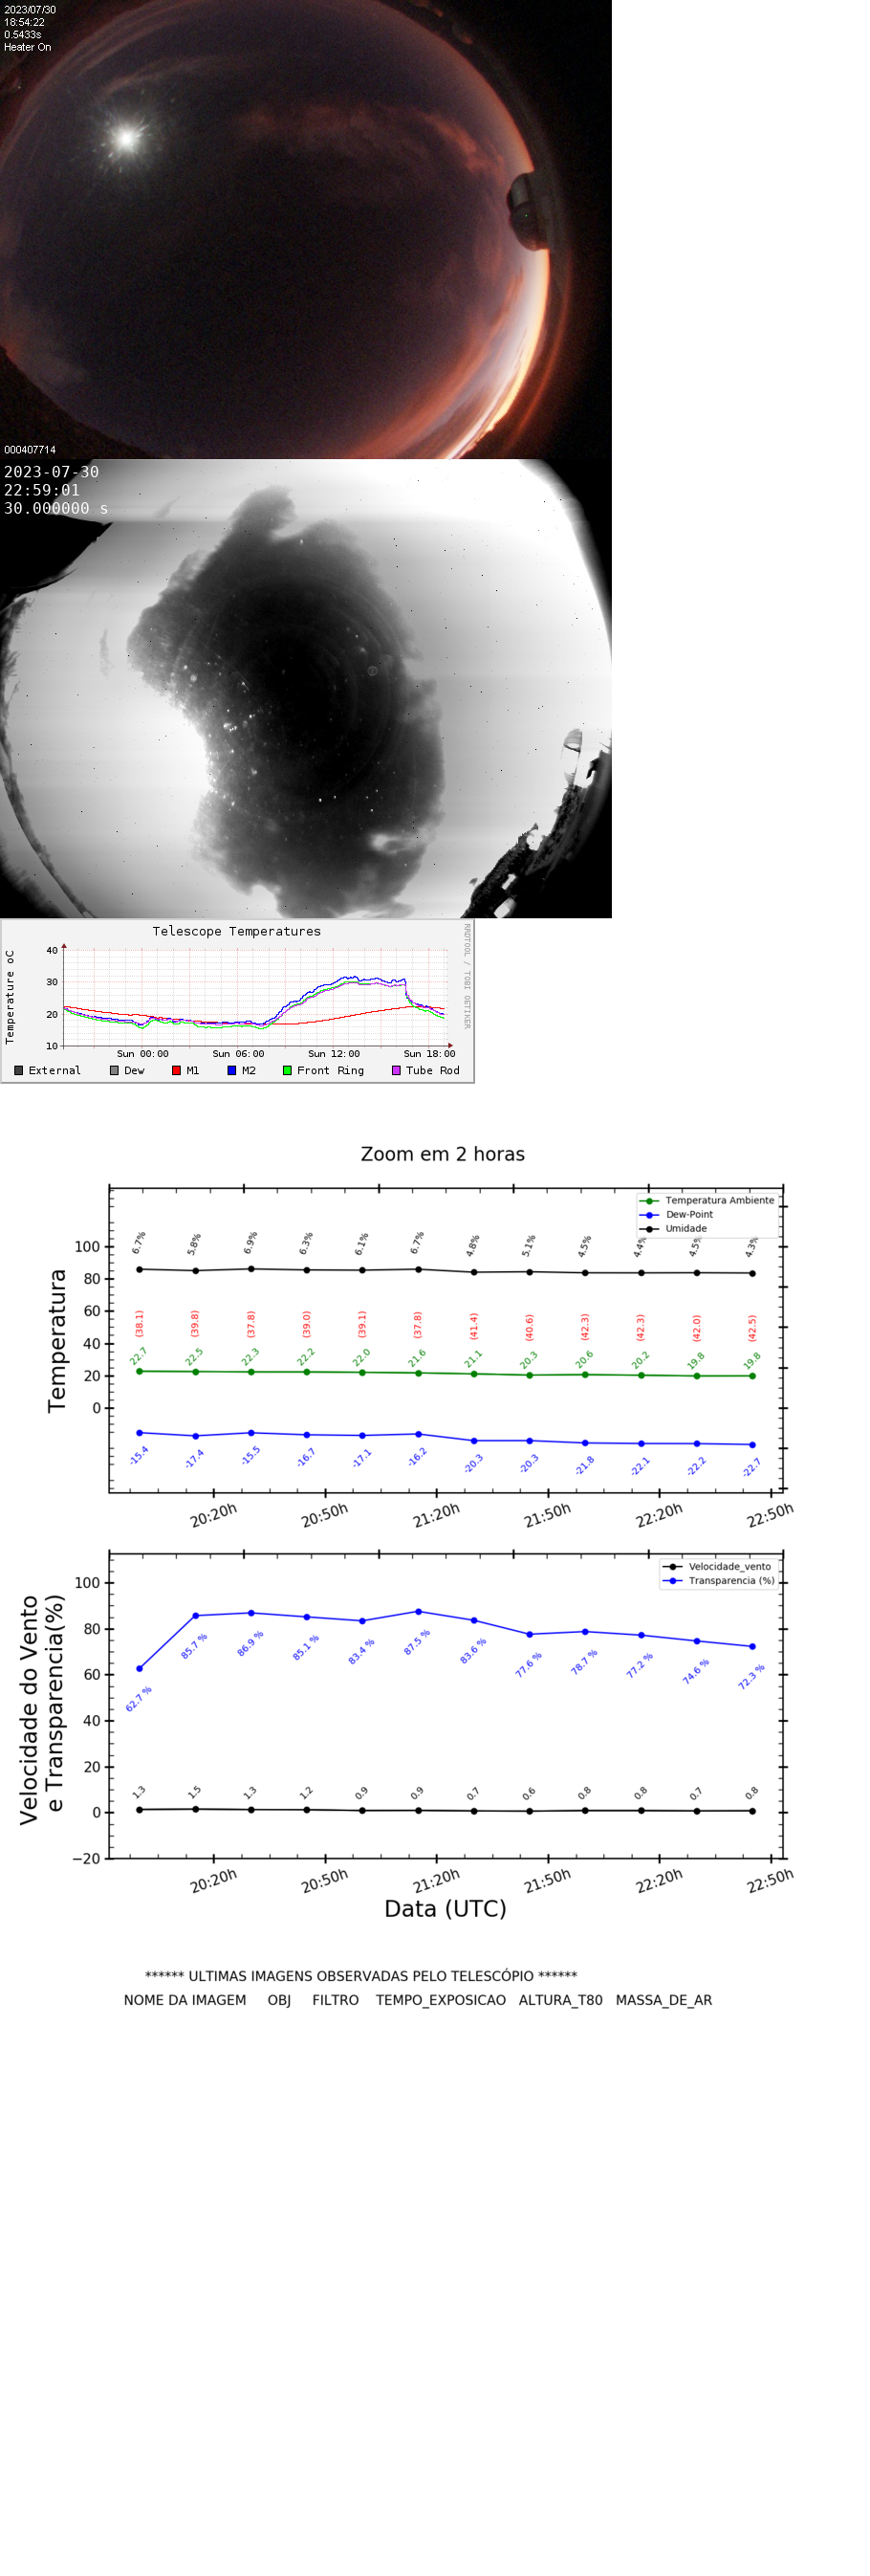 2023/07/30
18:54:22
0.5433s
Heater On
000407714
2023-07-30
22:59:01
30.000000 s
Telescope Temperatures
RRDTOOL / TOBI OETIKER
Temperature oC
40
30
20
10
Sun 00:00 Sun 06:00 Sun 12:00 Sun 18:00
External Dew M1 M2 Front Ring Tube Rod
Zoom em 2 horas
Temperatura Ambiente
Dew-Point
Umidade
Temperatura
100
80
60
40
20
0
6.7% 5.8% 6.9% 6.3% 6.1% 6.7% 4.8% 5.1% 4.5% 4.4% 4.5% 4.3%
(38.1) (39.8) (37.8) (39.0) (39.1) (37.8) (41.4) (40.6) (42.3) (42.3) (42.0) (42.5)
22.7 22.5 22.3 22.2 22.0 21.6 21.1 20.3 20.6 20.2 19.8 19.8
-15.4 -17.4 -15.5 -16.7 -17.1 -16.2 -20.3 -20.3 -21.8 -22.1 -22.2 -22.7
20:20h 20:50h 21:20h 21:50h 22:20h 22:50h
Velocidade_vento
Transparencia (%)
Velocidade do Vento
e Transparencia(%)
100
80
60
40
20
0
−20
62.7 % 85.7 % 86.9 % 85.1 % 83.4 % 87.5 % 83.6 % 77.6 % 78.7 % 77.2 % 74.6 % 72.3 %
1.3 1.5 1.3 1.2 0.9 0.9 0.7 0.6 0.8 0.8 0.7 0.8
20:20h 20:50h 21:20h 21:50h 22:20h 22:50h
Data (UTC)
****** ULTIMAS IMAGENS OBSERVADAS PELO TELESCÓPIO ******
NOME DA IMAGEM OBJ FILTRO TEMPO_EXPOSICAO ALTURA_T80 MASSA_DE_AR